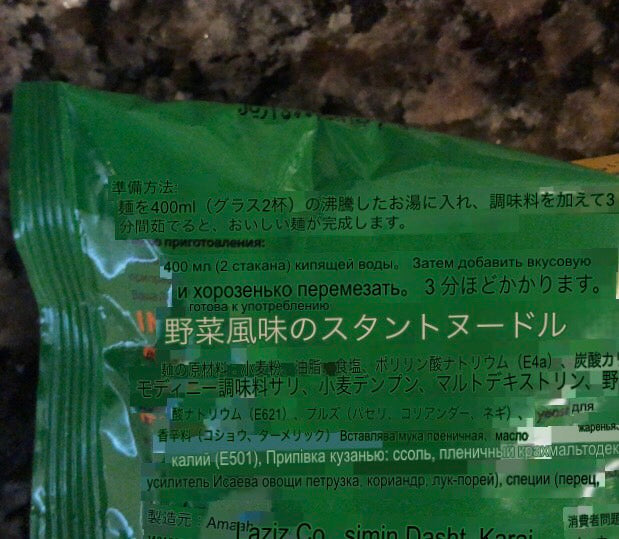 準備方法:
麺を400ml（グラス2杯）の沸騰したお湯に入れ、調味料を加えて3
分間茹でると、おいしい麺が完成します。
приготовления:
400 мл (2 стакана) кипящей воды。 Затем добавить вкусовую
и хорозенько перемезать。 3分ほどかかります。
готова к употреблению
野菜風味のスタントヌードル
麺の原材料：小麦粉、油脂、食塩、ポリリン酸ナトリウム（E4a）、炭酸カリ
モディニー調味料サリ、小麦デンプン、マルトデキストリン、野
酸ナトリウム（E621）、ブルズ（パセリ、コリアンダー、ネギ）、 для
жаренья
香辛料（コショウ、ターメリック） Вставлява мука пшеничная, масло
калий (E501), Припівка кузанью: ссоль, пленичный крахмальтодек
усилитель Исаева овощи петрузка, кориандр, лук-порей), специи (перец,
製造元： Amaah
Laziz Co., simin Dasht, Karaj
消費者問題